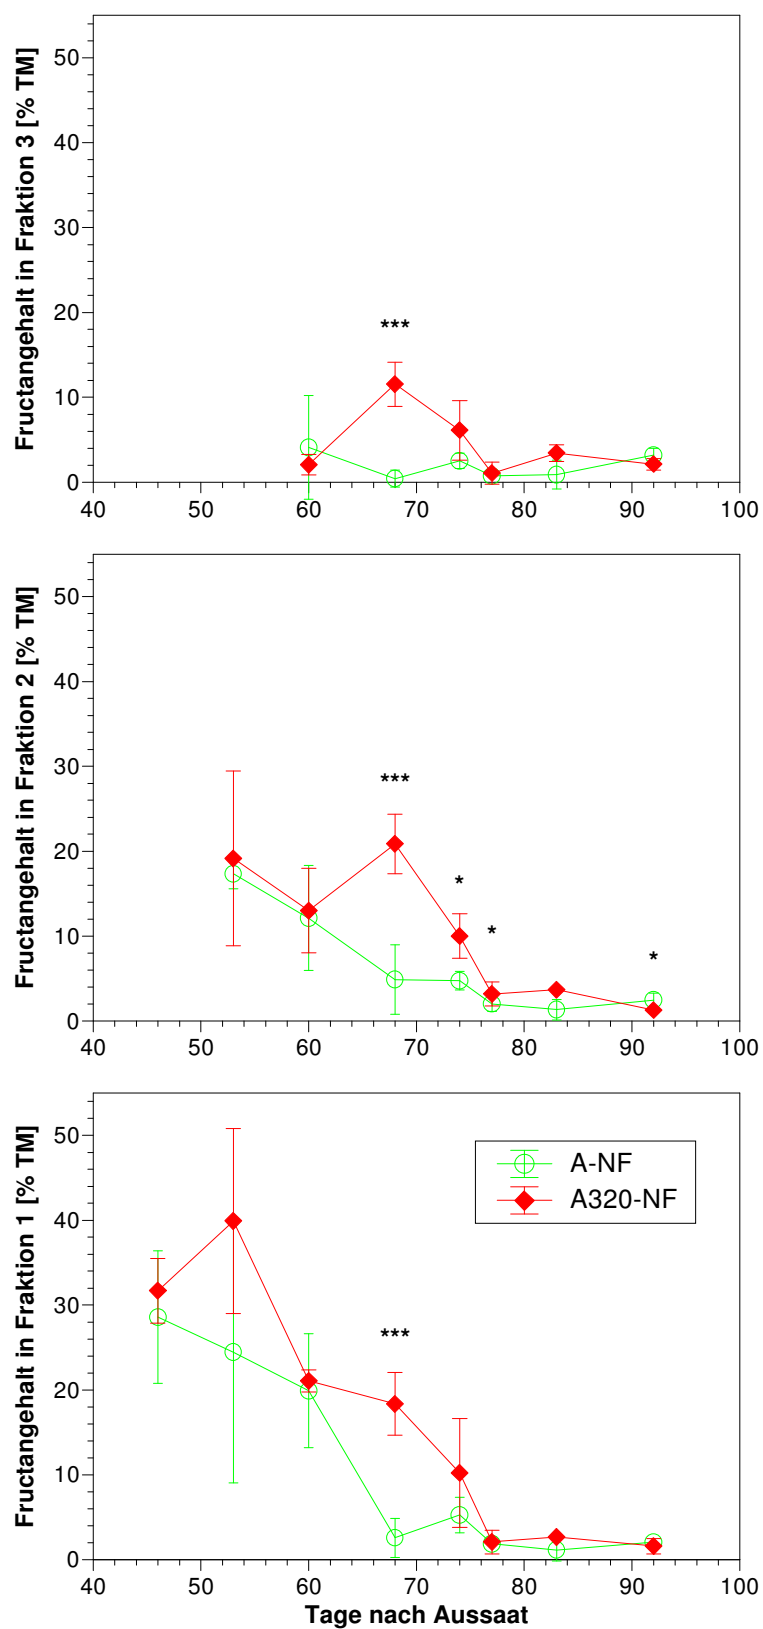 Fructangehalt in Fraktion 3 [% TM]
50
40
30
20
10
0
***
40 50 60 70 80 90 100
Fructangehalt in Fraktion 2 [% TM]
50
40
30
20
10
0
***
*
*
*
40 50 60 70 80 90 100
Fructangehalt in Fraktion 1 [% TM]
50
40
30
20
10
0
A-NF
A320-NF
***
40 50 60 70 80 90 100
Tage nach Aussaat